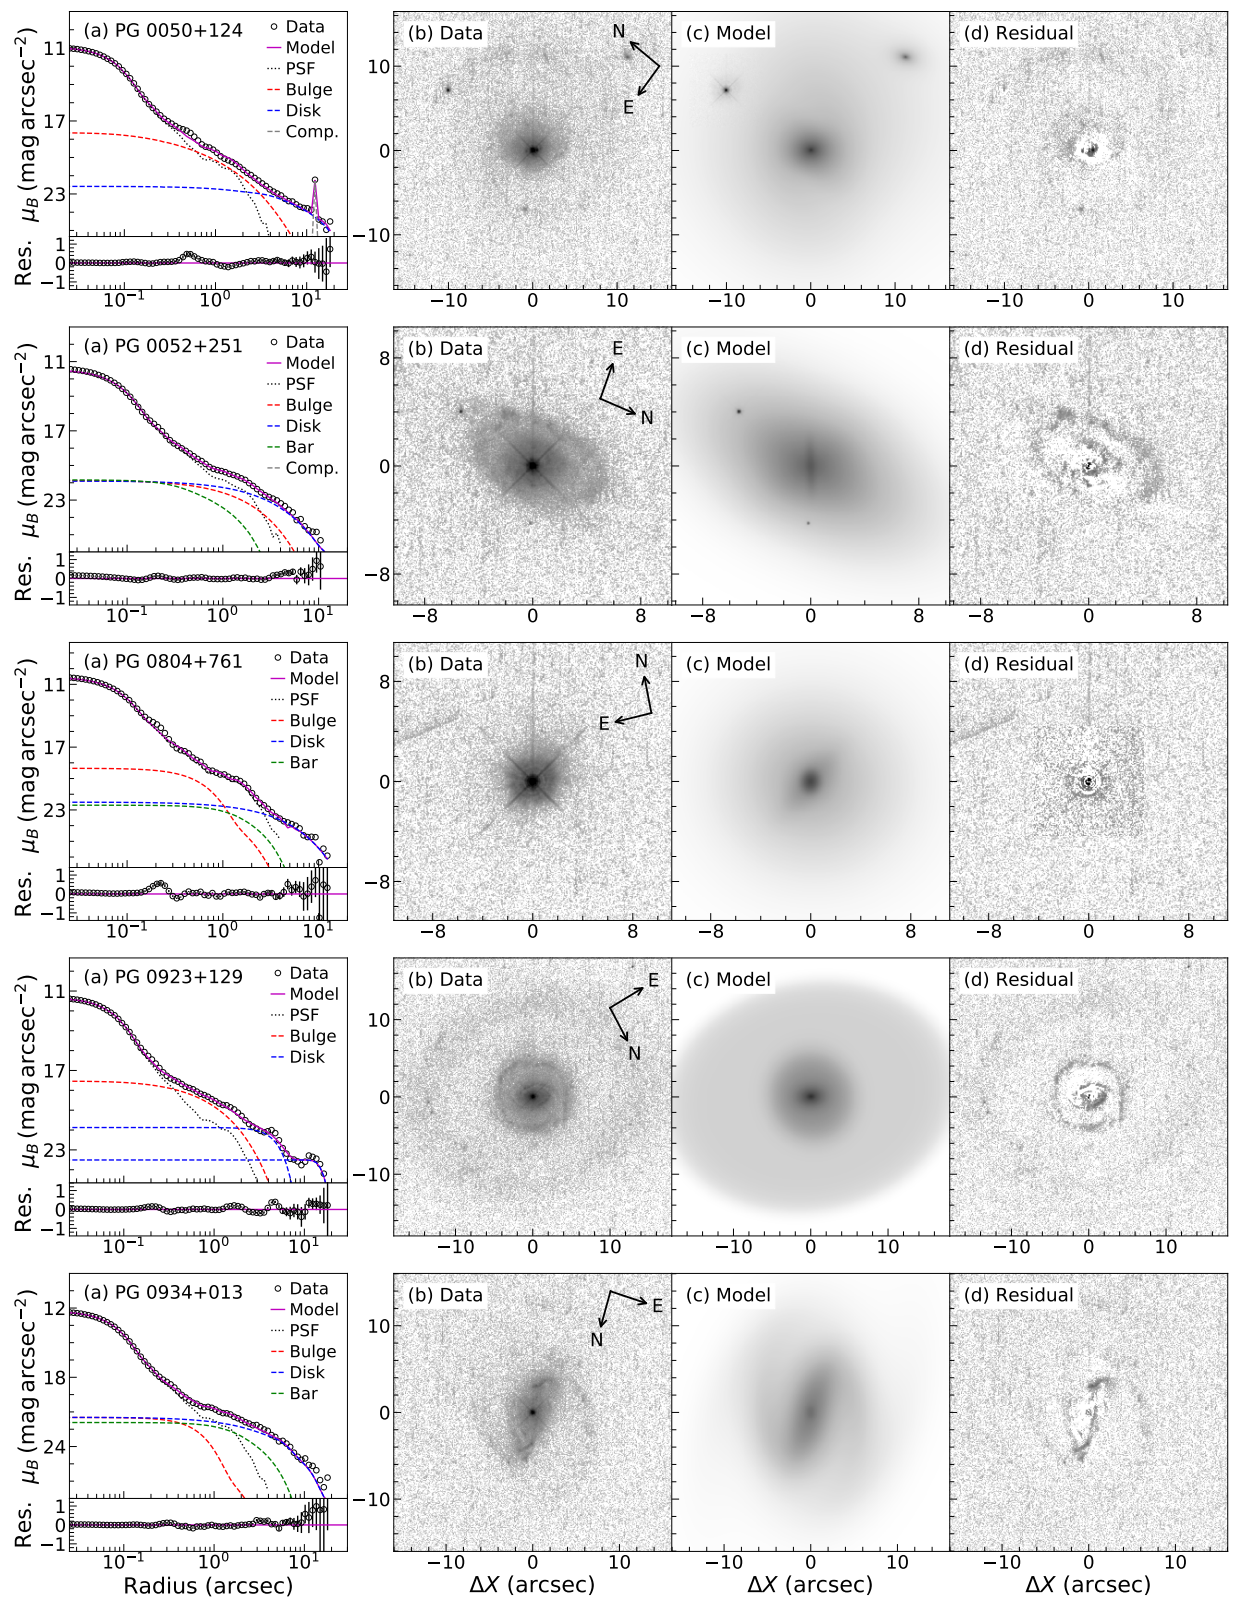 (a) PG 0050+124
Data
Model
PSF
Bulge
Disk
Comp.
11
17
23
μB (mag arcsec−2)
Res.
1
0
−1
10−1 100 101
(b) Data
N
E
10
0
−10
−10 0 10
(c) Model
−10 0 10
(d) Residual
−10 0 10
(a) PG 0052+251
Data
Model
PSF
Bulge
Disk
Bar
Comp.
11
17
23
μB (mag arcsec−2)
Res.
1
0
−1
10−1 100 101
(b) Data
E
N
8
0
−8
−8 0 8
(c) Model
−8 0 8
(d) Residual
−8 0 8
(a) PG 0804+761
Data
Model
PSF
Bulge
Disk
Bar
11
17
23
μB (mag arcsec−2)
Res.
1
0
−1
10−1 100 101
(b) Data
N
E
8
0
−8
−8 0 8
(c) Model
−8 0 8
(d) Residual
−8 0 8
(a) PG 0923+129
Data
Model
PSF
Bulge
Disk
11
17
23
μB (mag arcsec−2)
Res.
1
0
−1
10−1 100 101
(b) Data
E
N
10
0
−10
−10 0 10
(c) Model
−10 0 10
(d) Residual
−10 0 10
(a) PG 0934+013
Data
Model
PSF
Bulge
Disk
Bar
12
18
24
μB (mag arcsec−2)
Res.
1
0
−1
10−1 100 101
Radius (arcsec)
(b) Data
E
N
10
0
−10
−10 0 10
ΔX (arcsec)
(c) Model
−10 0 10
ΔX (arcsec)
(d) Residual
−10 0 10
ΔX (arcsec)